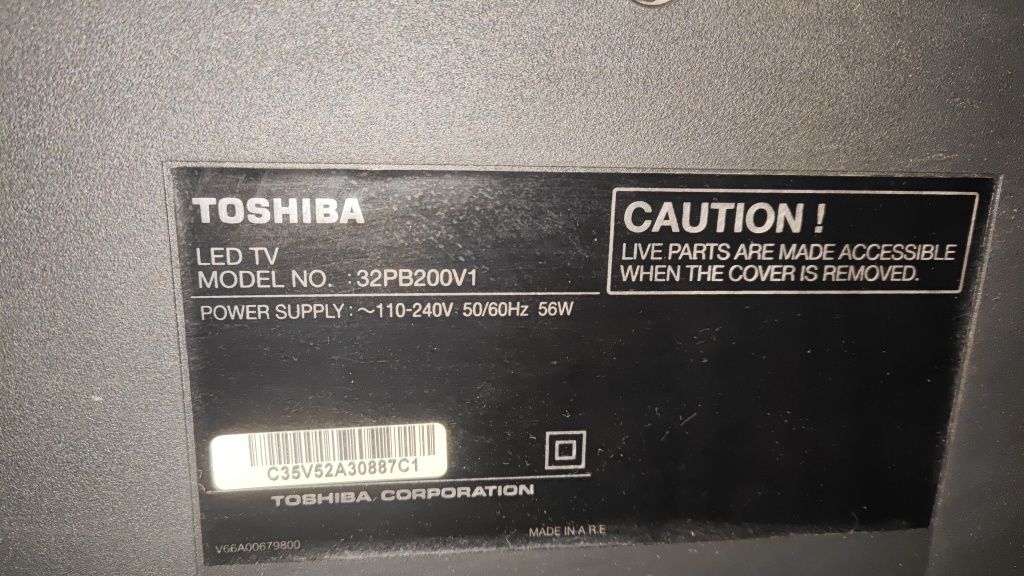 TOSHIBA
LED TV
MODEL NO. : 32PB200V1
POWER SUPPLY : ~110-240V 50/60Hz 56W
CAUTION !
LIVE PARTS ARE MADE ACCESSIBLE
WHEN THE COVER IS REMOVED.
C35V52A30887C1
TOSHIBA CORPORATION
MADE IN A.R.E
V66A00679800